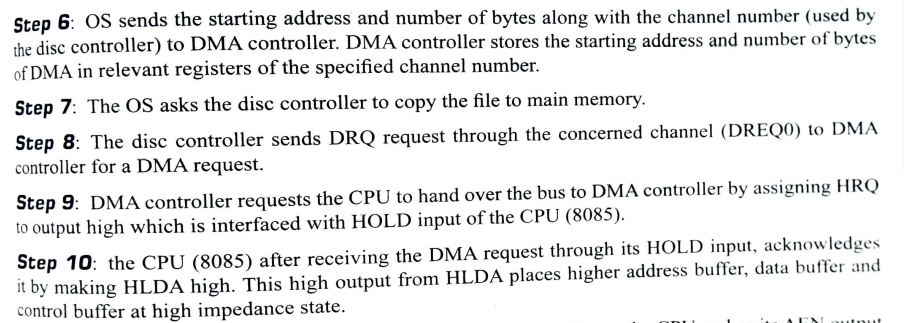 Step 6: OS sends the starting address and number of bytes along with the channel number (used by
the disc controller) to DMA controller. DMA controller stores the starting address and number of bytes
of DMA in relevant registers of the specified channel number.
Step 7: The OS asks the disc controller to copy the file to main memory.
Step 8: The disc controller sends DRQ request through the concerned channel (DREQ0) to DMA
controller for a DMA request.
Step 9: DMA controller requests the CPU to hand over the bus to DMA controller by assigning HRQ
to output high which is interfaced with HOLD input of the CPU (8085).
Step 10: the CPU (8085) after receiving the DMA request through its HOLD input, acknowledges
it by making HLDA high. This high output from HLDA places higher address buffer, data buffer and
control buffer at high impedance state.